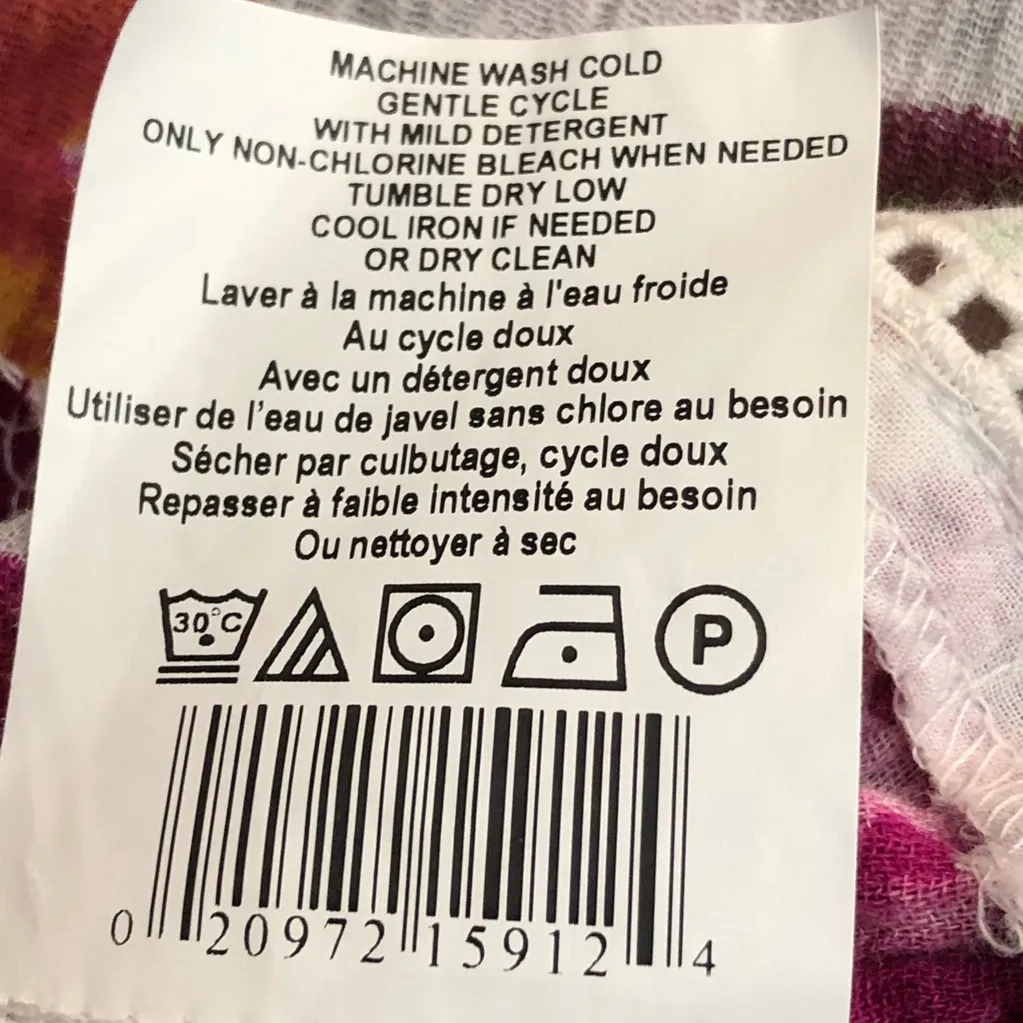 MACHINE WASH COLD
GENTLE CYCLE
WITH MILD DETERGENT
ONLY NON-CHLORINE BLEACH WHEN NEEDED
TUMBLE DRY LOW
COOL IRON IF NEEDED
OR DRY CLEAN
Laver à la machine à l'eau froide
Au cycle doux
Avec un détergent doux
Utiliser de l'eau de javel sans chlore au besoin
Sécher par culbutage, cycle doux
Repasser à faible intensité au besoin
Ou nettoyer à sec
30°C P
0 20972 15912 4